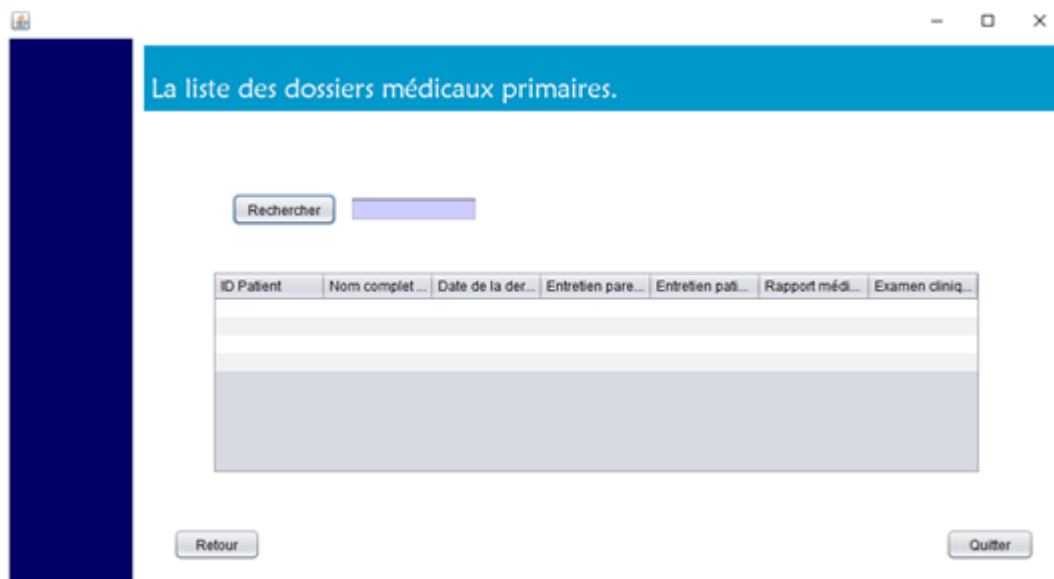 La liste des dossiers médicaux primaires.
Rechercher
ID Patient Nom complet ... Date de la der... Entretien pare... Entretien pati... Rapport médi... Examen cliniq...
Retour Quitter